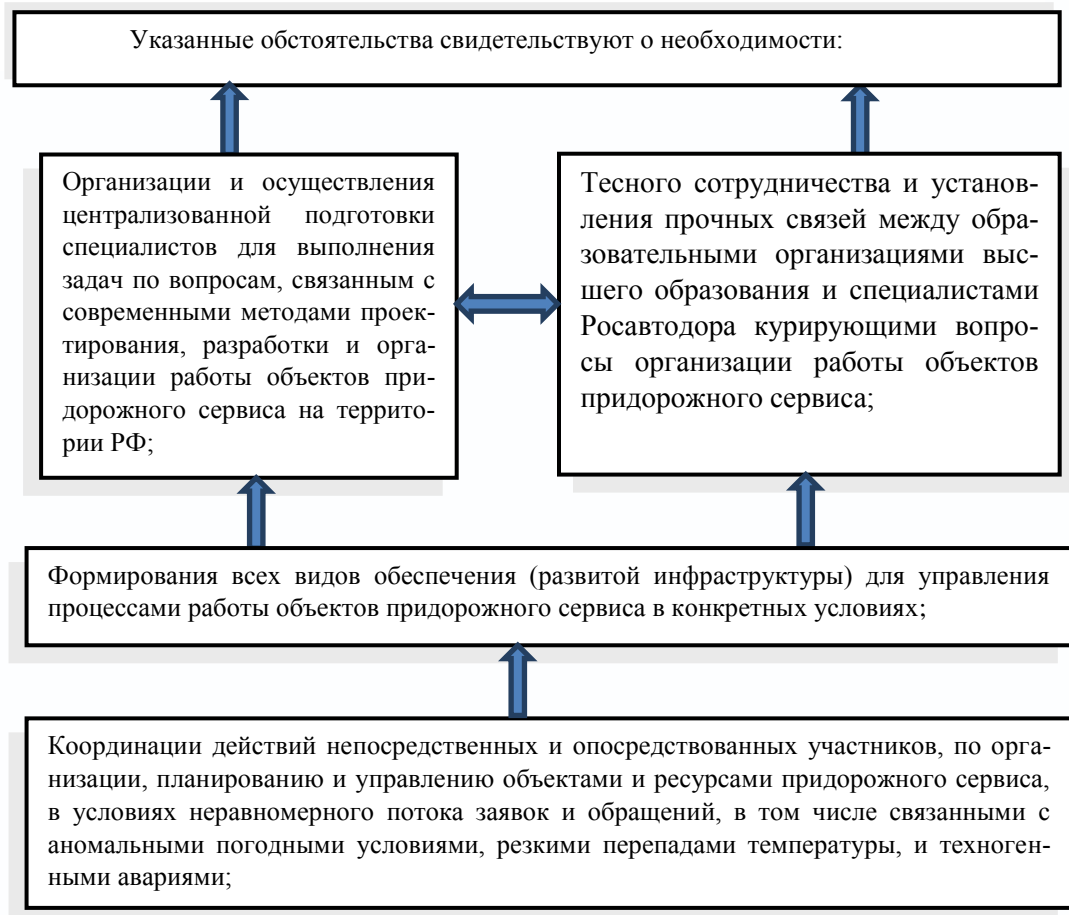 Указанные обстоятельства свидетельствуют о необходимости:
Организации и осуществления
централизованной подготовки
специалистов для выполнения
задач по вопросам, связанным с
современными методами проек-
тирования, разработки и орга-
низации работы объектов при-
дорожного сервиса на террито-
рии РФ;
Тесного сотрудничества и установ-
ления прочных связей между обра-
зовательными организациями выс-
шего образования и специалистами
Росавтодора курирующими вопро-
сы организации работы объектов
придорожного сервиса;
Формирования всех видов обеспечения (развитой инфраструктуры) для управления
процессами работы объектов придорожного сервиса в конкретных условиях;
Координации действий непосредственных и опосредствованных участников, по орга-
низации, планированию и управлению объектами и ресурсами придорожного сервиса,
в условиях неравномерного потока заявок и обращений, в том числе связанными с
аномальными погодными условиями, резкими перепадами температуры, и техноген-
ными авариями;